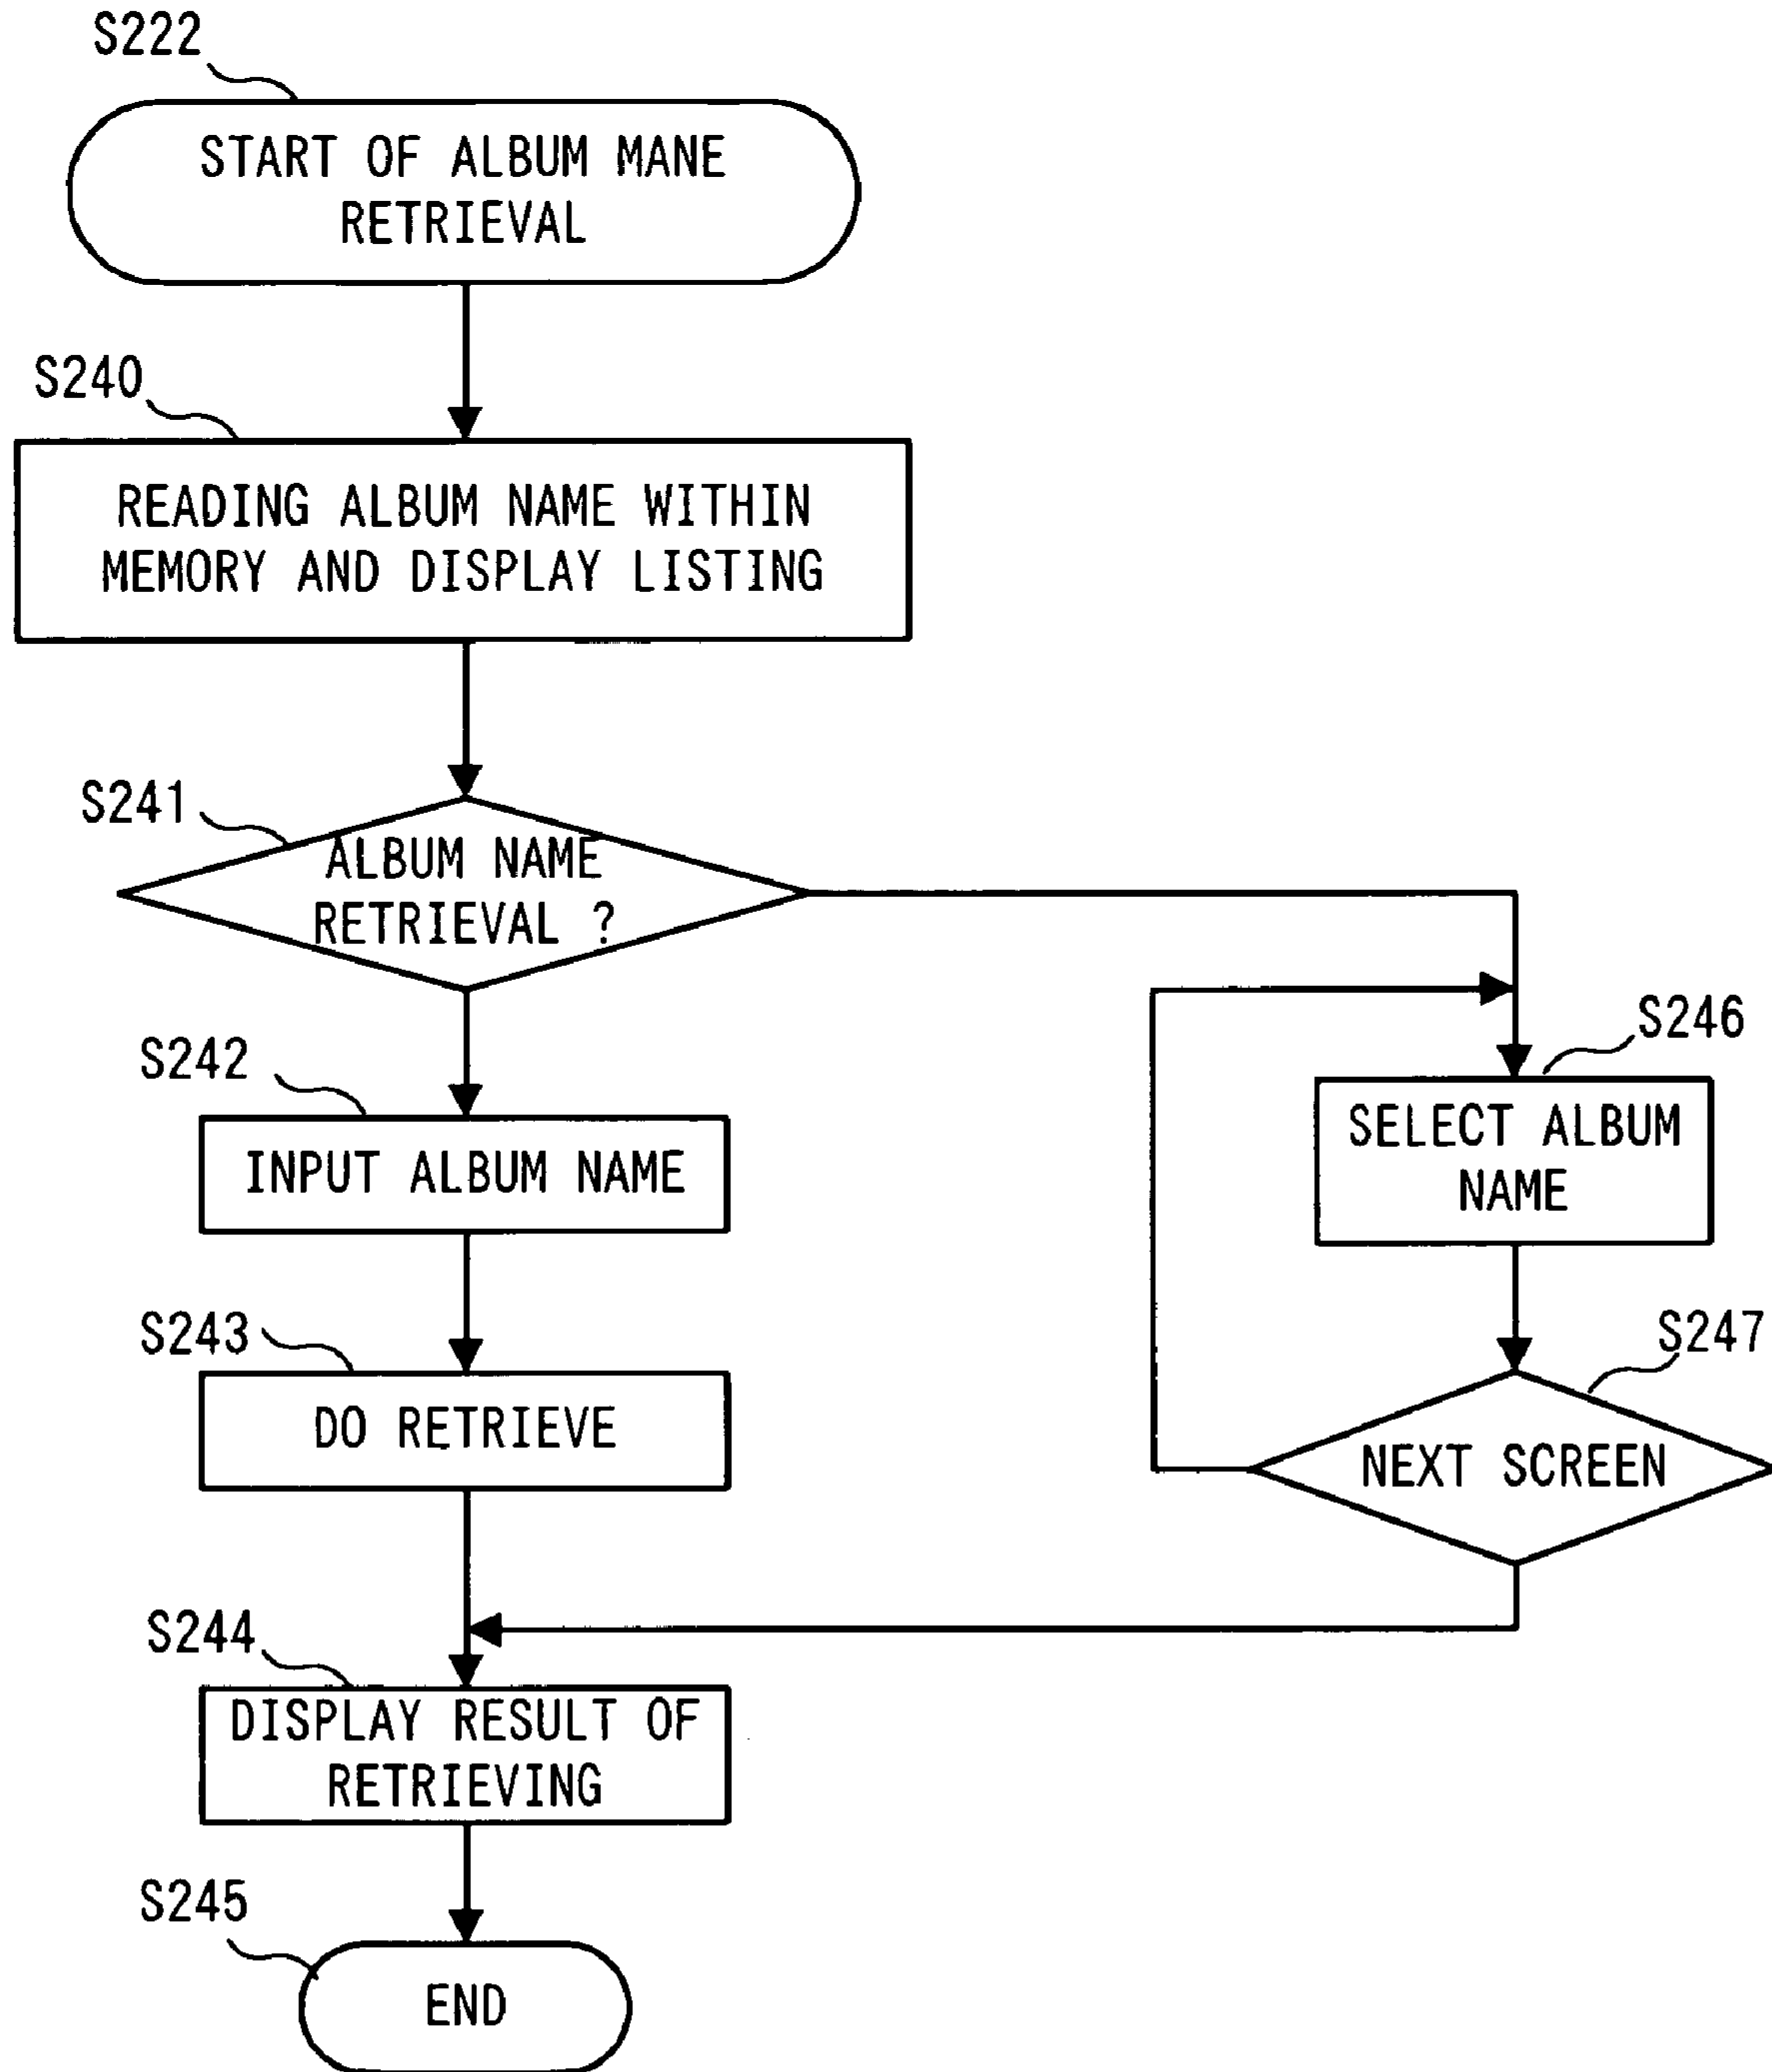 S222
START OF ALBUM MANE
RETRIEVAL
S240
READING ALBUM NAME WITHIN
MEMORY AND DISPLAY LISTING
S241
ALBUM NAME
RETRIEVAL ?
S242
INPUT ALBUM NAME
S246
SELECT ALBUM
NAME
S243
DO RETRIEVE
S247
NEXT SCREEN
S244
DISPLAY RESULT OF
RETRIEVING
S245
END